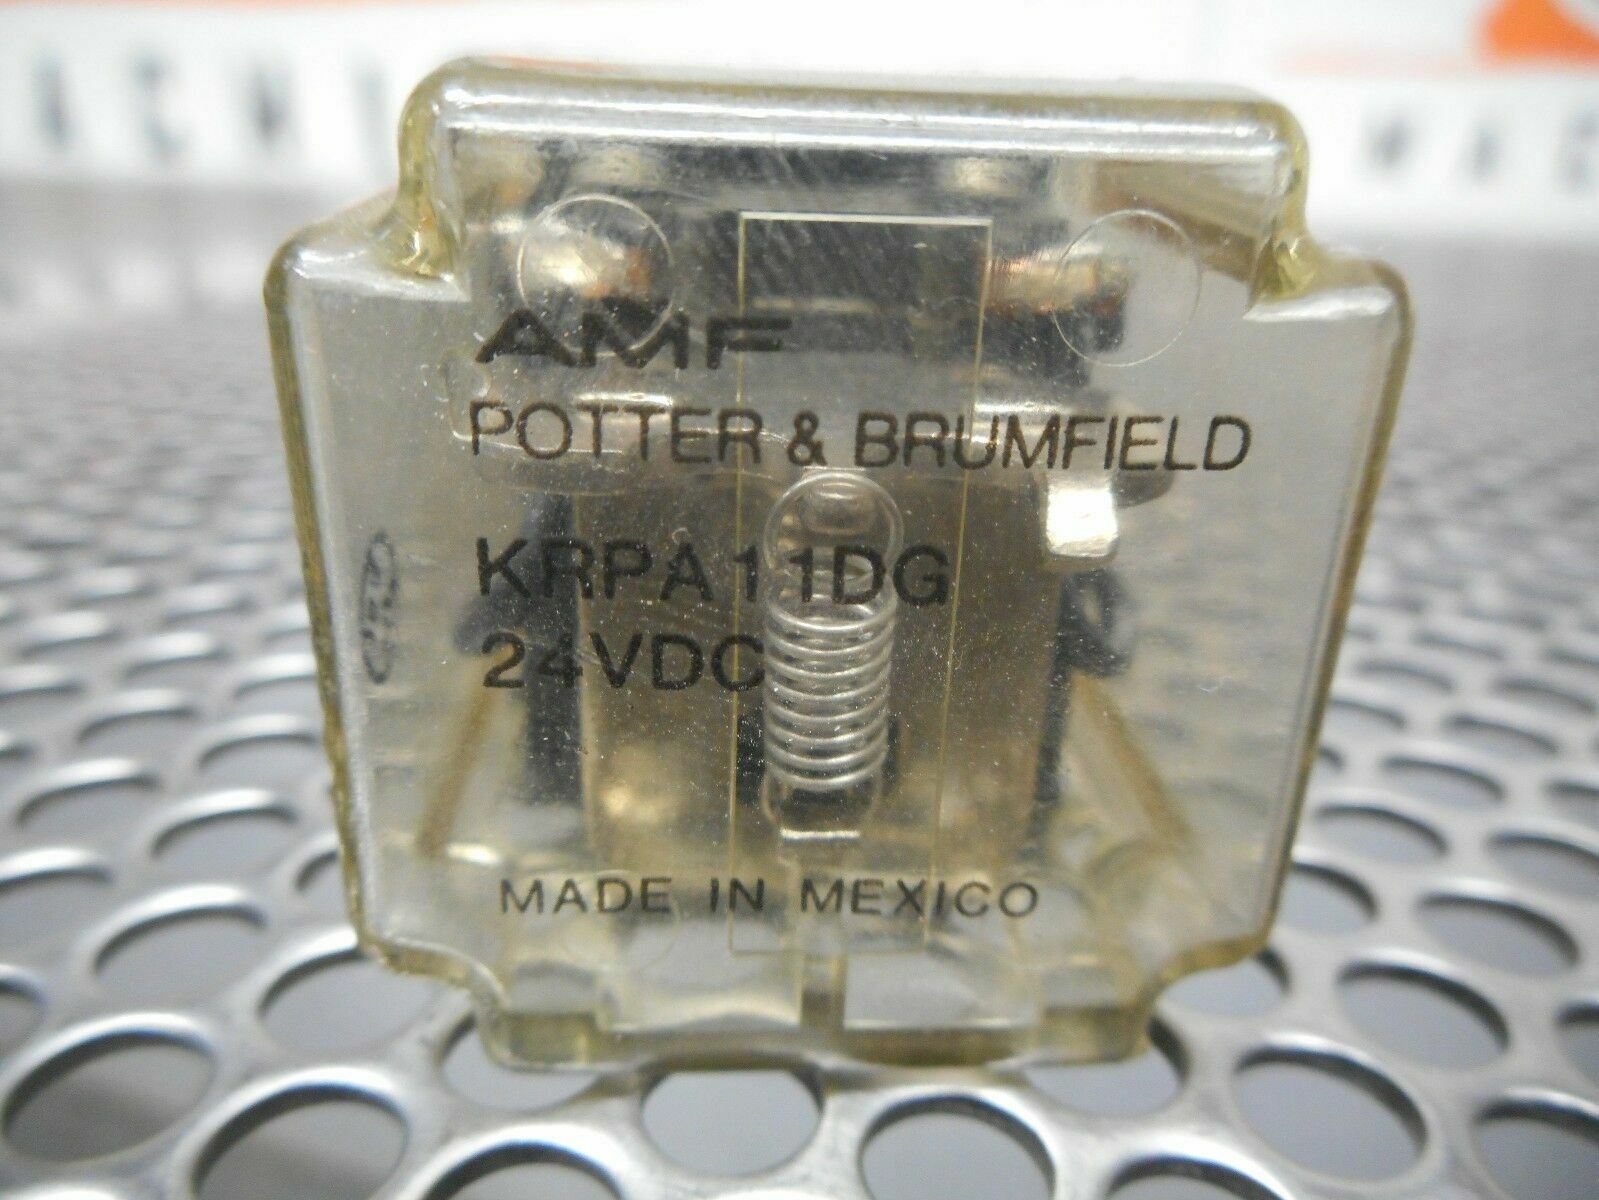 AMF
POTTER & BRUMFIELD
KRPA11DG
24VDC
MADE IN MEXICO